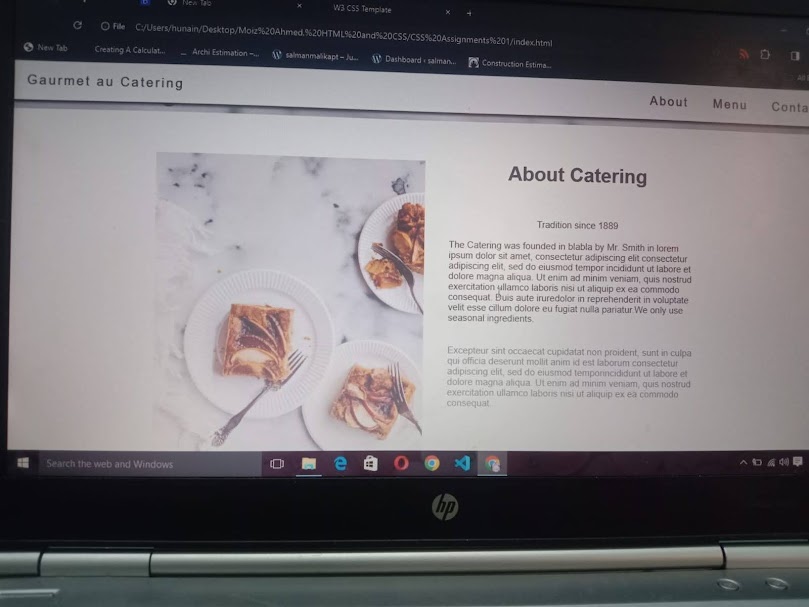 New Tab
W3 CSS Template
File C:/Users/hunain/Desktop/Moiz%20Ahmed.%20HTML%20and%20CSS/CSS%20Assignments%201/index.html
New Tab Creating A Calculat... Archi Estimation –... salmanmalikapt – Ju... Dashboard ‹ salman... Construction Estima...
Gaurmet au Catering
About Menu Conta
About Catering
Tradition since 1889
The Catering was founded in blabla by Mr. Smith in lorem
ipsum dolor sit amet, consectetur adipiscing elit consectetur
adipiscing elit, sed do eiusmod tempor incididunt ut labore et
dolore magna aliqua. Ut enim ad minim veniam, quis nostrud
exercitation ullamco laboris nisi ut aliquip ex ea commodo
consequat. Duis aute iruredolor in reprehenderit in voluptate
velit esse cillum dolore eu fugiat nulla pariatur.We only use
seasonal ingredients.
Excepteur sint occaecat cupidatat non proident, sunt in culpa
qui officia deserunt mollit anim id est laborum consectetur
adipiscing elit, sed do eiusmod temporincididunt ut labore et
dolore magna aliqua. Ut enim ad minim veniam, quis nostrud
exercitation ullamco laboris nisi ut aliquip ex ea commodo
consequat.
Search the web and Windows
hp